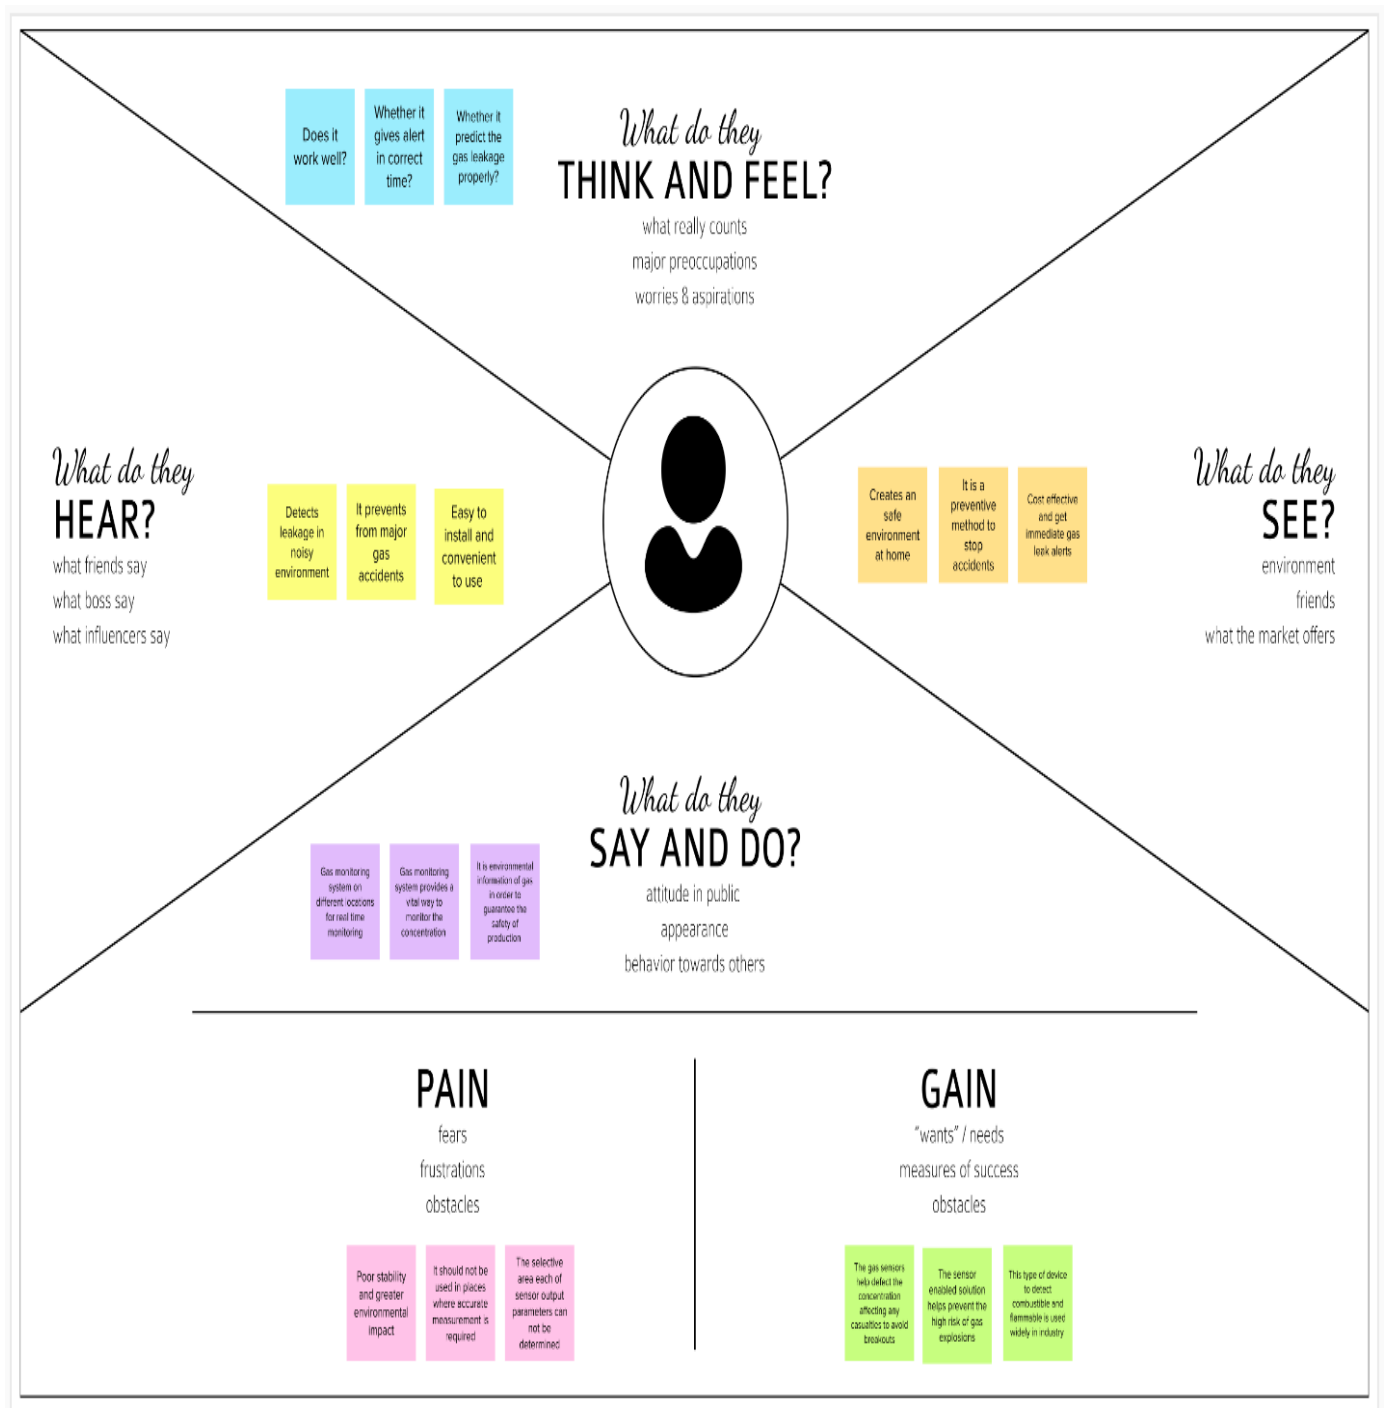 Does it
work well?
Whether it
gives alert
in correct
time?
Whether it
predict the
gas leakage
properly?
What do they
THINK AND FEEL?
what really counts
major preoccupations
worries & aspirations
What do they
HEAR?
what friends say
what boss say
what influencers say
Detects
leakage in
noisy
environment
It prevents
from major
gas
accidents
Easy to
install and
convenient
to use
Creates an
safe
environment
at home
It is a
preventive
method to
stop
accidents
Cost effective
and get
immediate gas
leak alerts
What do they
SEE?
environment
friends
what the market offers
What do they
SAY AND DO?
attitude in public
appearance
behavior towards others
Gas monitoring
system on
different locations
for real time
monitoring
Gas monitoring
system provides a
vital way to
monitor the
concentration
It is environmental
information of gas
in order to
guarantee the
safety of
production
PAIN
fears
frustrations
obstacles
Poor stability
and greater
environmental
impact
It should not be
used in places
where accurate
measurement is
required
The selective
area each of
sensor output
parameters can
not be
determined
GAIN
"wants" / needs
measures of success
obstacles
The gas sensors
help defect the
concentration
affecting any
casualties to avoid
breakouts
The sensor
enabled solution
helps prevent the
high risk of gas
explosions
This type of device
to detect
combustible and
flammable is used
widely in industry